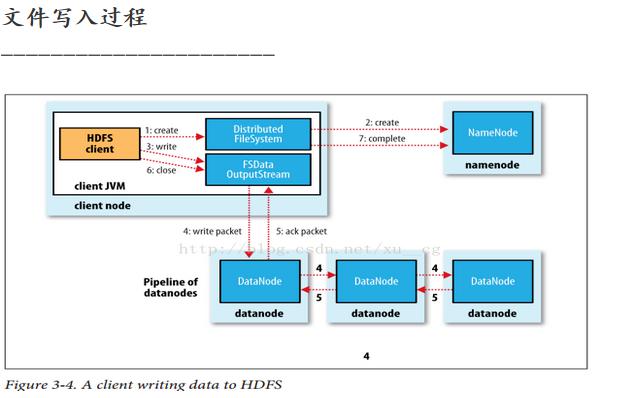 文件写入过程
HDFS
client
1: create
3: write
6: close
Distributed
FileSystem
FSData
OutputStream
client JVM
client node
2: create
7: complete
NameNode
namenode
4: write packet
5: ack packet
http://blog.csdn.net/xu__cg
Pipeline of
datanodes
DataNode
datanode
4
5
DataNode
datanode
4
5
DataNode
datanode
4
Figure 3-4. A client writing data to HDFS